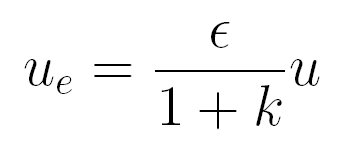 u_e = \frac{\epsilon}{1 + k} u